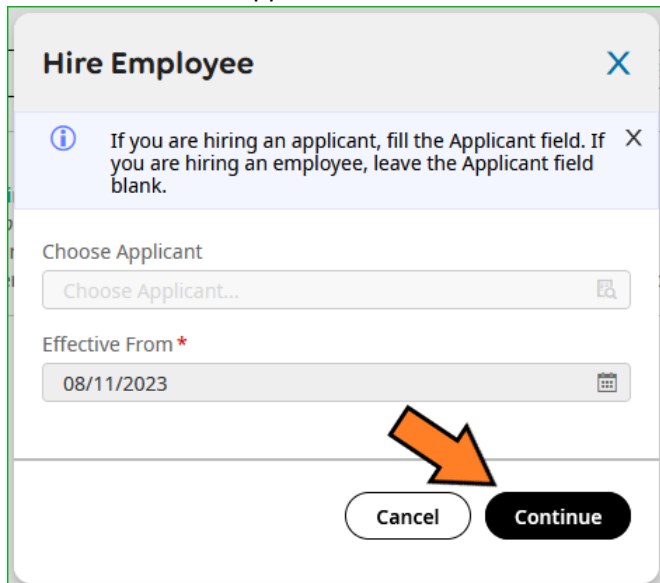 Hire Employee
If you are hiring an applicant, fill the Applicant field. If
you are hiring an employee, leave the Applicant field
blank.
Choose Applicant
Choose Applicant...
Effective From *
08/11/2023
Cancel
Continue